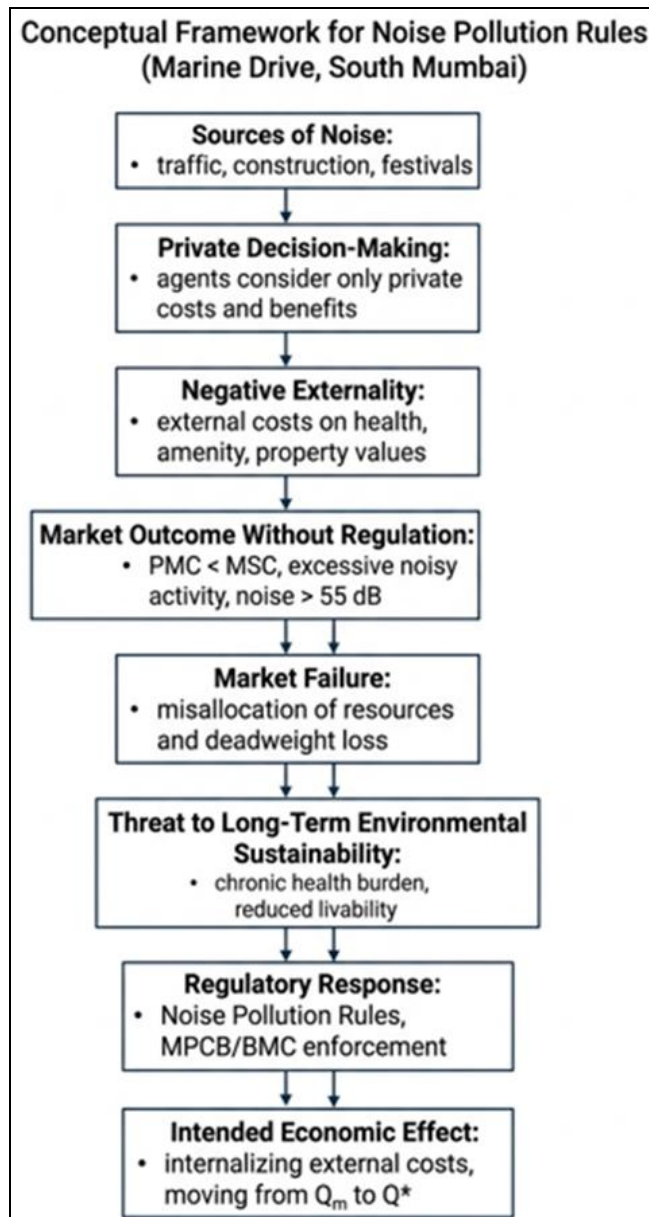 Conceptual Framework for Noise Pollution Rules
(Marine Drive, South Mumbai)
Sources of Noise:
• traffic, construction, festivals
Private Decision-Making:
• agents consider only private
costs and benefits
Negative Externality:
• external costs on health,
amenity, property values
Market Outcome Without Regulation:
• PMC < MSC, excessive noisy
activity, noise > 55 dB
Market Failure:
• misallocation of resources
and deadweight loss
Threat to Long-Term Environmental
Sustainability:
• chronic health burden,
reduced livability
Regulatory Response:
• Noise Pollution Rules,
MPCB/BMC enforcement
Intended Economic Effect:
• internalizing external costs,
moving from Qₘ to Q*